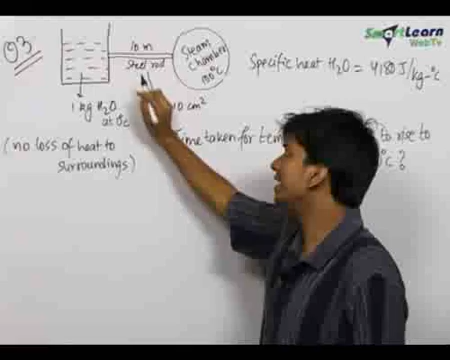 SmartLearn
WebTv
Q3
10 m
Steel rod
Steam
Chamber
100°C
Specific heat H₂O = 4180 J/kg-°C
1 kg H₂O
at 0°C
10 cm²
(no loss of heat to
surroundings)
Time taken for
to rise to
°C ?